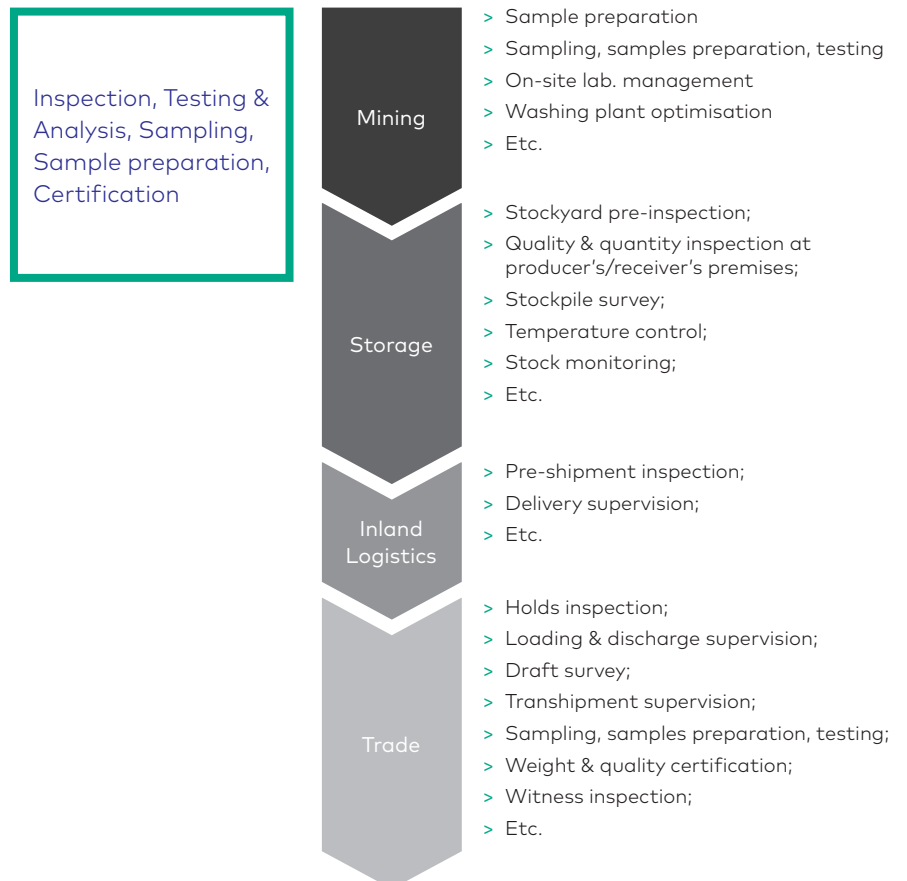 Inspection, Testing &
Analysis, Sampling,
Sample preparation,
Certification
Mining
> Sample preparation
> Sampling, samples preparation, testing
> On-site lab. management
> Washing plant optimisation
> Etc.
Storage
> Stockyard pre-inspection;
> Quality & quantity inspection at
producer’s/receiver’s premises;
> Stockpile survey;
> Temperature control;
> Stock monitoring;
> Etc.
Inland
Logistics
> Pre-shipment inspection;
> Delivery supervision;
> Etc.
Trade
> Holds inspection;
> Loading & discharge supervision;
> Draft survey;
> Transhipment supervision;
> Sampling, samples preparation, testing;
> Weight & quality certification;
> Witness inspection;
> Etc.